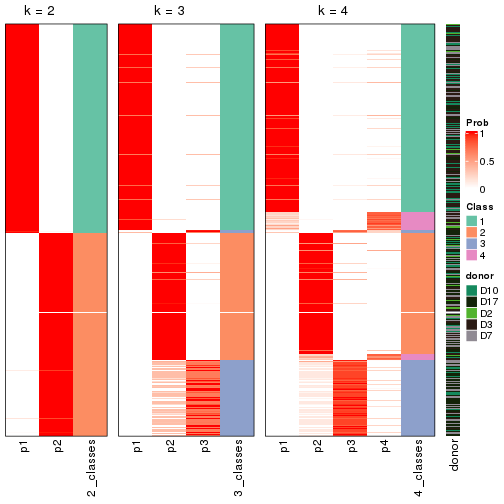 k = 2
k = 3
k = 4
p1
p2
2_classes
p1
p2
p3
3_classes
p1
p2
p3
p4
4_classes
donor
Prob
1
0.5
0
Class
1
2
3
4
donor
D10
D17
D2
D3
D7